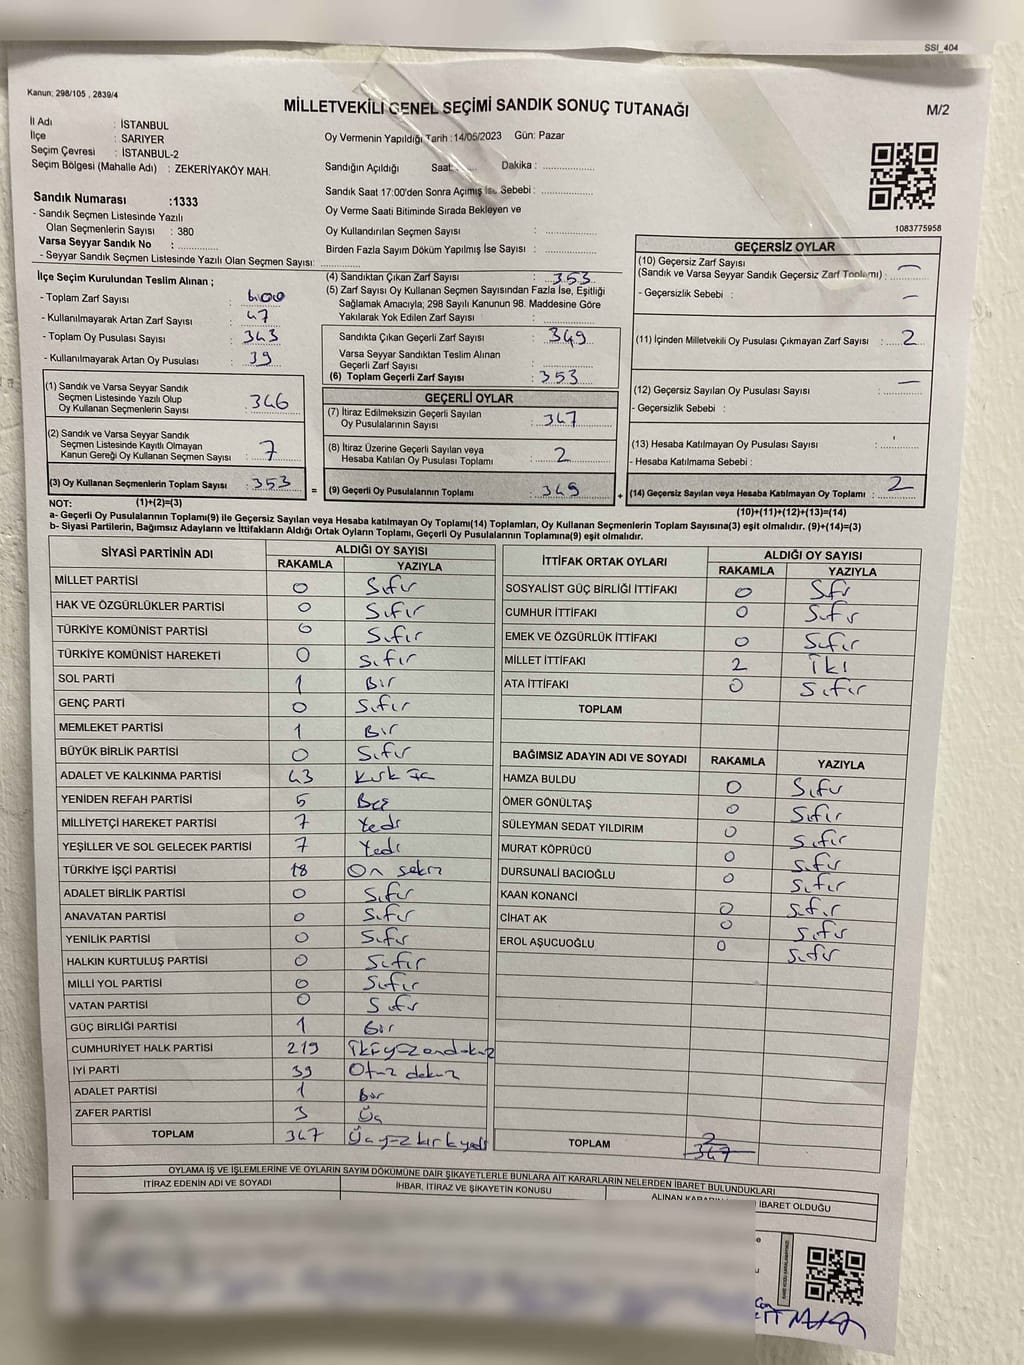 SSI_404
Kanun; 298/105 , 2839/4
MİLLETVEKİLİ GENEL SEÇİMİ SANDIK SONUÇ TUTANAĞI
M/2
İl Adı : İSTANBUL
İlçe : SARIYER
Seçim Çevresi : İSTANBUL-2
Seçim Bölgesi (Mahalle Adı) : ZEKERİYAKÖY MAH.
Oy Vermenin Yapıldığı Tarih :14/05/2023 Gün: Pazar
Sandığın Açıldığı Saat: Dakika :
Sandık Saat 17:00'den Sonra Açılmış İse Sebebi :
Oy Verme Saati Bitiminde Sırada Bekleyen ve
Oy Kullandırılan Seçmen Sayısı :
Birden Fazla Sayım Döküm Yapılmış İse Sayısı :
Sandık Numarası :1333
- Sandık Seçmen Listesinde Yazılı
Olan Seçmenlerin Sayısı : 380
Varsa Seyyar Sandık No :
- Seyyar Sandık Seçmen Listesinde Yazılı Olan Seçmen Sayısı:
1083775958
İlçe Seçim Kurulundan Teslim Alınan ;
- Toplam Zarf Sayısı : 400
- Kullanılmayarak Artan Zarf Sayısı : 47
- Toplam Oy Pusulası Sayısı : 343
- Kullanılmayarak Artan Oy Pusulası : 39
(1) Sandık ve Varsa Seyyar Sandık
Seçmen Listesinde Yazılı Olup
Oy Kullanan Seçmenlerin Sayısı : 346
(2) Sandık ve Varsa Seyyar Sandık
Seçmen Listesinde Kayıtlı Olmayan
Kanun Gereği Oy Kullanan Seçmen Sayısı : 7
(3) Oy Kullanan Seçmenlerin Toplam Sayısı : 353
(4) Sandıktan Çıkan Zarf Sayısı : 353
(5) Zarf Sayısı Oy Kullanan Seçmen Sayısından Fazla İse, Eşitliği
Sağlamak Amacıyla; 298 Sayılı Kanunun 98. Maddesine Göre
Yakılarak Yok Edilen Zarf Sayısı :
Sandıkta Çıkan Geçerli Zarf Sayısı : 349
Varsa Seyyar Sandıktan Teslim Alınan
Geçerli Zarf Sayısı :
(6) Toplam Geçerli Zarf Sayısı : 353
GEÇERLİ OYLAR
(7) İtiraz Edilmeksizin Geçerli Sayılan
Oy Pusulalarının Sayısı : 347
(8) İtiraz Üzerine Geçerli Sayılan veya
Hesaba Katılan Oy Pusulası Toplamı : 2
= (9) Geçerli Oy Pusulalarının Toplamı : 349
GEÇERSİZ OYLAR
(10) Geçersiz Zarf Sayısı
(Sandık ve Varsa Seyyar Sandık Geçersiz Zarf Toplamı) : —
- Geçersizlik Sebebi : —
(11) İçinden Milletvekili Oy Pusulası Çıkmayan Zarf Sayısı : 2
(12) Geçersiz Sayılan Oy Pusulası Sayısı : —
- Geçersizlik Sebebi :
(13) Hesaba Katılmayan Oy Pusulası Sayısı :
- Hesaba Katılmama Sebebi :
+ (14) Geçersiz Sayılan veya Hesaba Katılmayan Oy Toplamı : 2
NOT: (1)+(2)=(3)
(10)+(11)+(12)+(13)=(14)
a- Geçerli Oy Pusulalarının Toplamı(9) ile Geçersiz Sayılan veya Hesaba katılmayan Oy Toplamı(14) Toplamları, Oy Kullanan Seçmenlerin Toplam Sayısına(3) eşit olmalıdır. (9)+(14)=(3)
b- Siyasi Partilerin, Bağımsız Adayların ve İttifakların Aldığı Ortak Oyların Toplamı, Geçerli Oy Pusulalarının Toplamına(9) eşit olmalıdır.
SİYASİ PARTİNİN ADI ALDIĞI OY SAYISI
RAKAMLA YAZIYLA
MİLLET PARTİSİ 0 Sıfır
HAK VE ÖZGÜRLÜKLER PARTİSİ 0 Sıfır
TÜRKİYE KOMÜNİST PARTİSİ 0 Sıfır
TÜRKİYE KOMÜNİST HAREKETİ 0 Sıfır
SOL PARTİ 1 Bir
GENÇ PARTİ 0 Sıfır
MEMLEKET PARTİSİ 1 Bir
BÜYÜK BİRLİK PARTİSİ 0 Sıfır
ADALET VE KALKINMA PARTİSİ 43 Kırk üç
YENİDEN REFAH PARTİSİ 5 Beş
MİLLİYETÇİ HAREKET PARTİSİ 7 Yedi
YEŞİLLER VE SOL GELECEK PARTİSİ 7 Yedi
TÜRKİYE İŞÇİ PARTİSİ 18 On sekiz
ADALET BİRLİK PARTİSİ 0 Sıfır
ANAVATAN PARTİSİ 0 Sıfır
YENİLİK PARTİSİ 0 Sıfır
HALKIN KURTULUŞ PARTİSİ 0 Sıfır
MİLLİ YOL PARTİSİ 0 Sıfır
VATAN PARTİSİ 0 Sıfır
GÜÇ BİRLİĞİ PARTİSİ 1 Bir
CUMHURİYET HALK PARTİSİ 219 İkiyüzondokuz
İYİ PARTİ 39 Otuz dokuz
ADALET PARTİSİ 1 Bir
ZAFER PARTİSİ 3 Üç
TOPLAM 347 Üçyüz kırk yedi
İTTİFAK ORTAK OYLARI ALDIĞI OY SAYISI
RAKAMLA YAZIYLA
SOSYALİST GÜÇ BİRLİĞİ İTTİFAKI 0 Sıfır
CUMHUR İTTİFAKI 0 Sıfır
EMEK VE ÖZGÜRLÜK İTTİFAKI 0 Sıfır
MİLLET İTTİFAKI 2 İki
ATA İTTİFAKI 0 Sıfır
TOPLAM
BAĞIMSIZ ADAYIN ADI VE SOYADI RAKAMLA YAZIYLA
HAMZA BULDU 0 Sıfır
ÖMER GÖNÜLTAŞ 0 Sıfır
SÜLEYMAN SEDAT YILDIRIM 0 Sıfır
MURAT KÖPRÜCÜ 0 Sıfır
DURSUNALİ BACIOĞLU 0 Sıfır
KAAN KONANCİ 0 Sıfır
CİHAT AK 0 Sıfır
EROL AŞUCUOĞLU 0 Sıfır
TOPLAM 2 347
OYLAMA İŞ VE İŞLEMLERİNE VE OYLARIN SAYIM DÖKÜMÜNE DAİR ŞİKAYETLERLE BUNLARA AİT KARARLARIN NELERDEN İBARET BULUNDUKLARI
İTİRAZ EDENİN ADI VE SOYADI İHBAR, İTİRAZ VE ŞİKAYETİN KONUSU ALINAN İBARET OLDUĞU